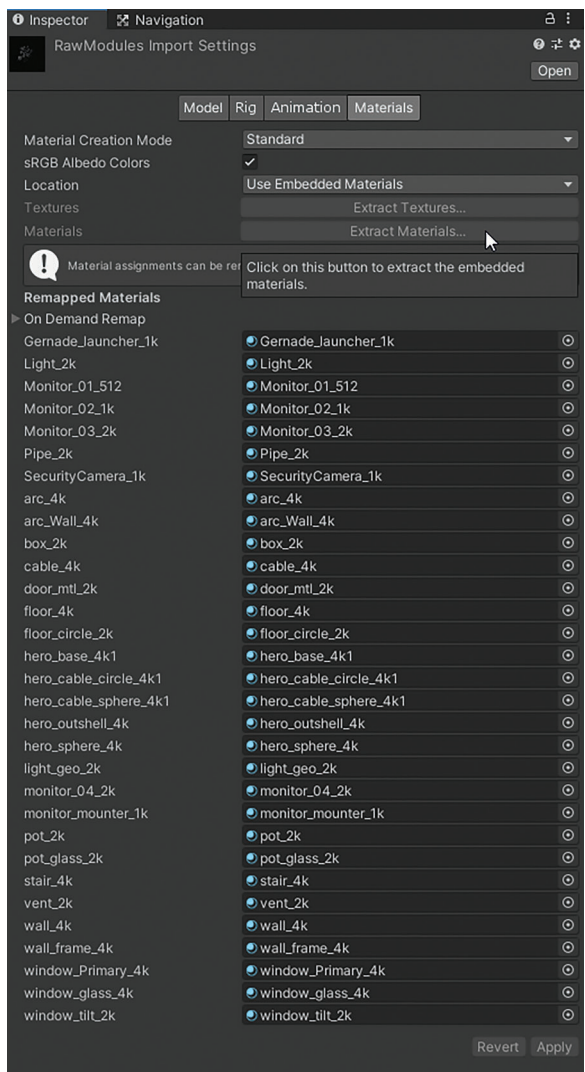 Inspector Navigation
RawModules Import Settings
Open
Model Rig Animation Materials
Material Creation Mode Standard
sRGB Albedo Colors
Location Use Embedded Materials
Textures Extract Textures...
Materials Extract Materials...
Material assignments can be rer
Click on this button to extract the embedded
materials.
Remapped Materials
On Demand Remap
Gernade_launcher_1k Gernade_launcher_1k
Light_2k Light_2k
Monitor_01_512 Monitor_01_512
Monitor_02_1k Monitor_02_1k
Monitor_03_2k Monitor_03_2k
Pipe_2k Pipe_2k
SecurityCamera_1k SecurityCamera_1k
arc_4k arc_4k
arc_Wall_4k arc_Wall_4k
box_2k box_2k
cable_4k cable_4k
door_mtl_2k door_mtl_2k
floor_4k floor_4k
floor_circle_2k floor_circle_2k
hero_base_4k1 hero_base_4k1
hero_cable_circle_4k1 hero_cable_circle_4k1
hero_cable_sphere_4k1 hero_cable_sphere_4k1
hero_outshell_4k hero_outshell_4k
hero_sphere_4k hero_sphere_4k
light_geo_2k light_geo_2k
monitor_04_2k monitor_04_2k
monitor_mounter_1k monitor_mounter_1k
pot_2k pot_2k
pot_glass_2k pot_glass_2k
stair_4k stair_4k
vent_2k vent_2k
wall_4k wall_4k
wall_frame_4k wall_frame_4k
window_Primary_4k window_Primary_4k
window_glass_4k window_glass_4k
window_tilt_2k window_tilt_2k
Revert Apply